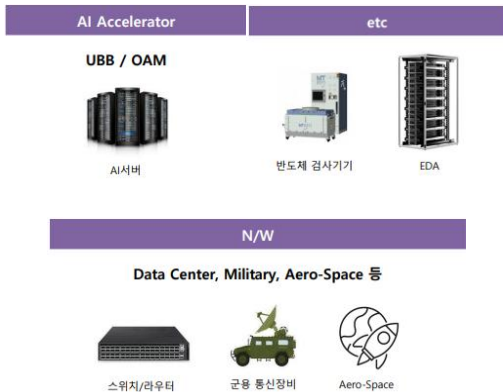 AI Accelerator
etc
UBB / OAM
AI서버
반도체 검사기기
EDA
N/W
Data Center, Military, Aero-Space 등
스위치/라우터
군용 통신장비
Aero-Space